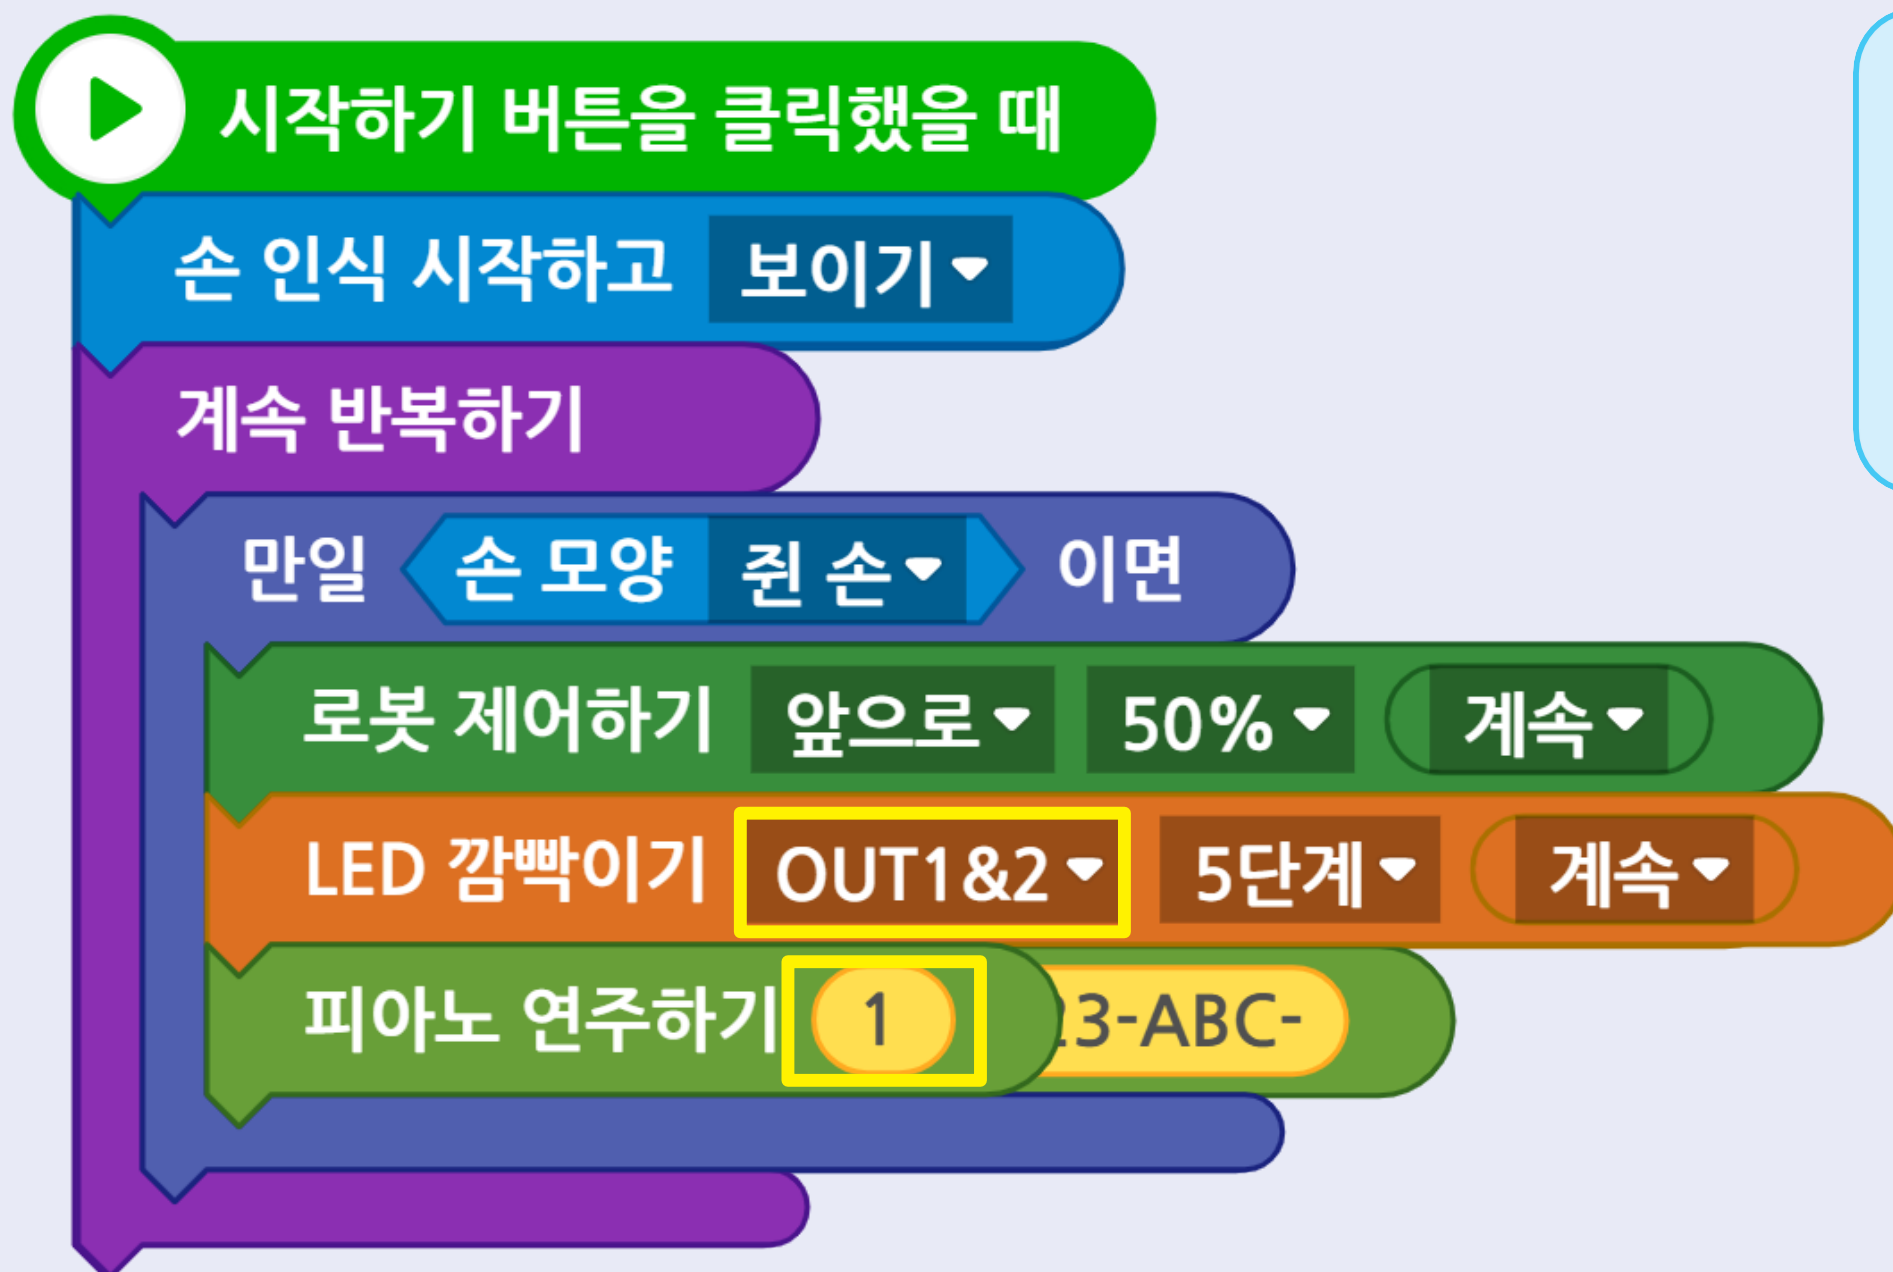 시작하기 버튼을 클릭했을 때
손 인식 시작하고 보이기
계속 반복하기
만일 손 모양 쥔 손 이면
로봇 제어하기 앞으로 50% 계속
LED 깜빡이기 OUT1&2 5단계 계속
피아노 연주하기 1 3-ABC-